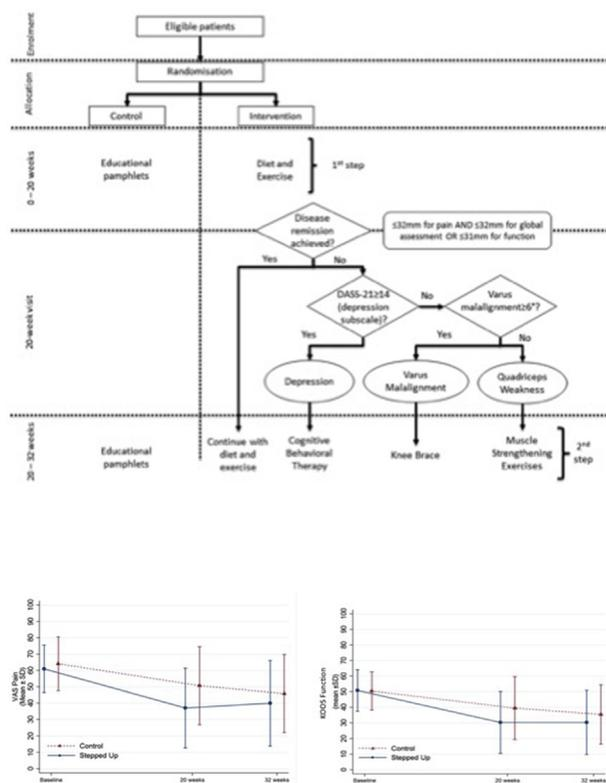 Enrolment
Eligible patients
Allocation
Randomisation
Control
Intervention
0 – 20 weeks
Educational
pamphlets
Diet and
Exercise
1st step
20-week visit
Disease
remission
achieved?
≤32mm for pain AND ≤32mm for global
assessment OR ≤31mm for function
Yes
No
DASS-21≥14
(depression
subscale)?
No
Varus
malalignment≥6°?
Yes
Yes
No
Depression
Varus
Malalignment
Quadriceps
Weakness
20 – 32 weeks
Educational
pamphlets
Continue with
diet and
exercise
Cognitive
Behavioral
Therapy
Knee Brace
Muscle
Strengthening
Exercises
2nd
step
VAS Pain
(Mean ± SD)
100
90
80
70
60
50
40
30
20
10
0
Control
Stepped Up
Baseline
20 weeks
32 weeks
KOOS Function
(mean ±SD)
100
90
80
70
60
50
40
30
20
10
0
Control
Stepped Up
Baseline
20 weeks
32 weeks